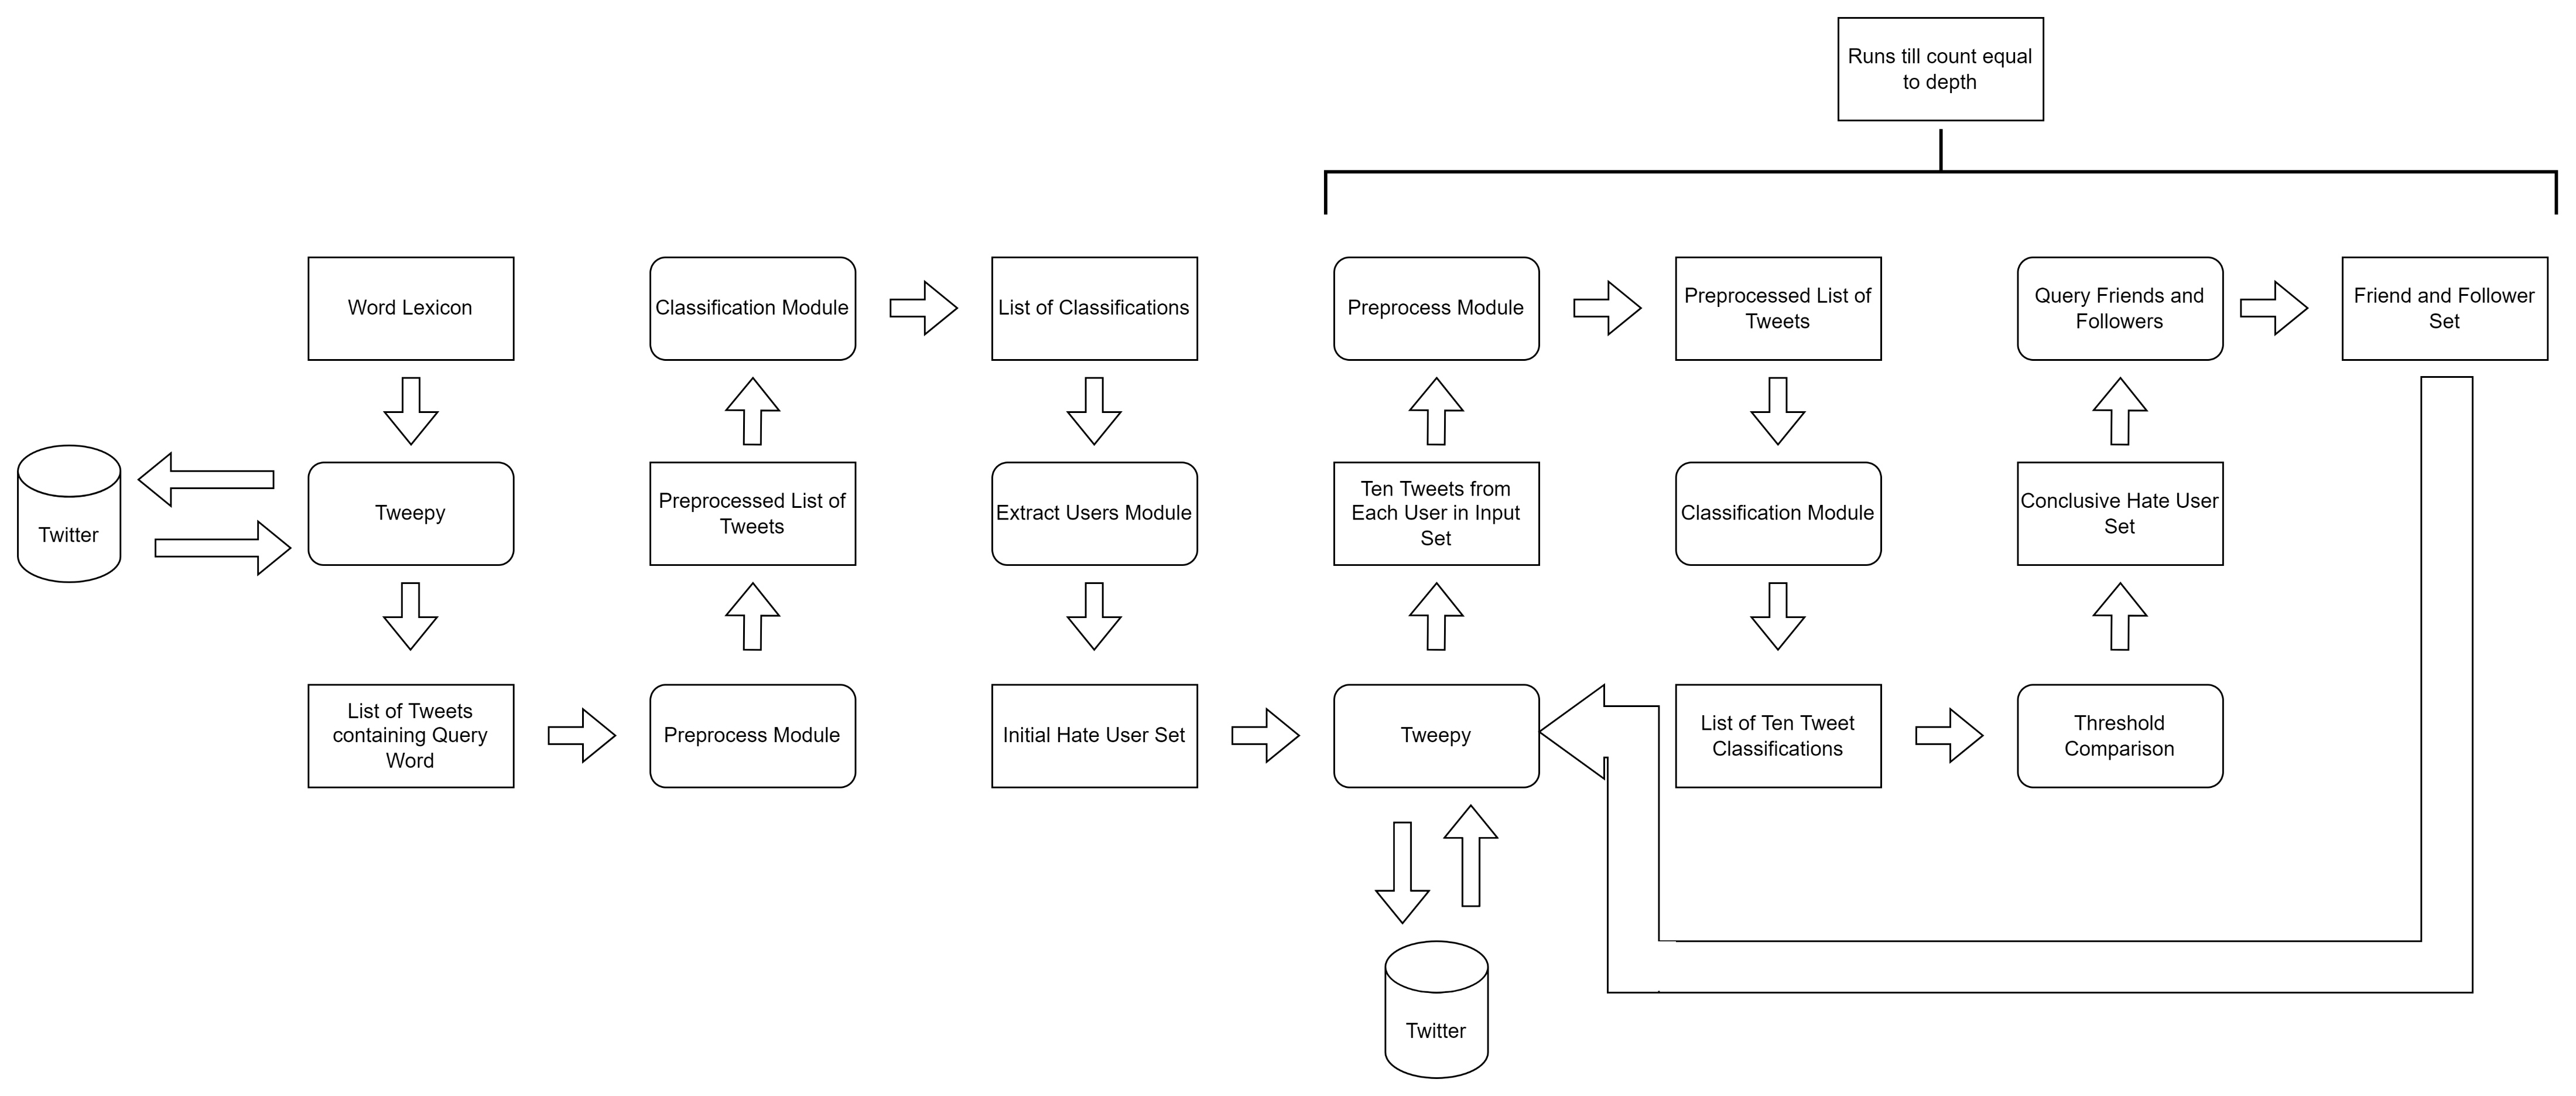 Runs till count equal
to depth
Word Lexicon
Classification Module
List of Classifications
Preprocess Module
Preprocessed List of
Tweets
Query Friends and
Followers
Friend and Follower
Set
Twitter
Tweepy
Preprocessed List of
Tweets
Extract Users Module
Ten Tweets from
Each User in Input
Set
Classification Module
Conclusive Hate User
Set
List of Tweets
containing Query
Word
Preprocess Module
Initial Hate User Set
Tweepy
List of Ten Tweet
Classifications
Threshold
Comparison
Twitter